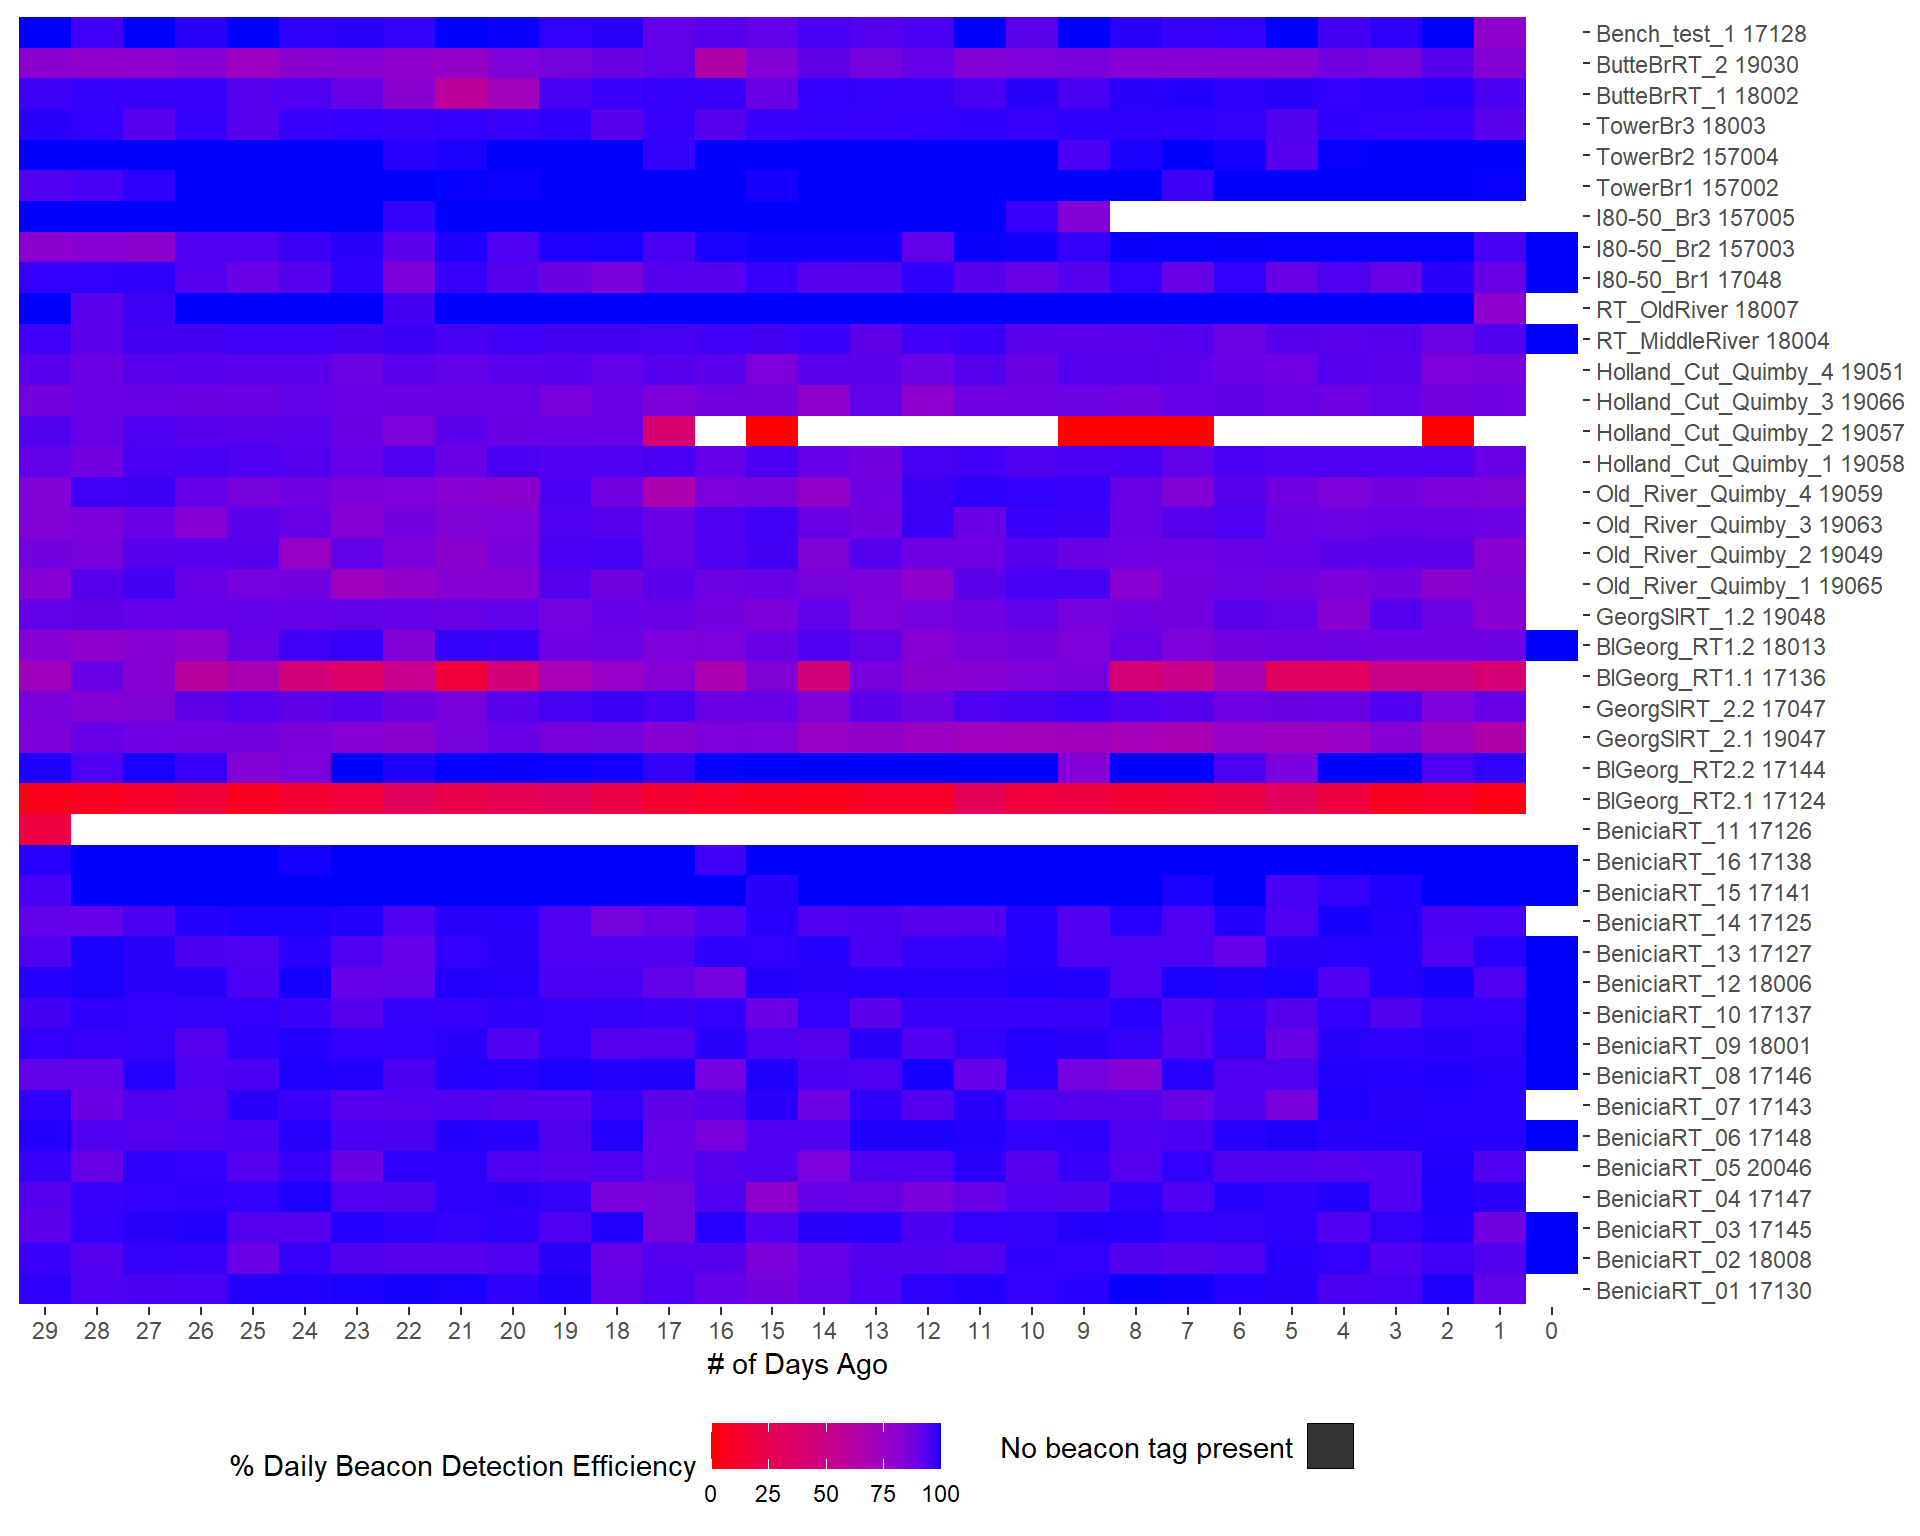 Bench_test_1 17128
ButteBrRT_2 19030
ButteBrRT_1 18002
TowerBr3 18003
TowerBr2 157004
TowerBr1 157002
I80-50_Br3 157005
I80-50_Br2 157003
I80-50_Br1 17048
RT_OldRiver 18007
RT_MiddleRiver 18004
Holland_Cut_Quimby_4 19051
Holland_Cut_Quimby_3 19066
Holland_Cut_Quimby_2 19057
Holland_Cut_Quimby_1 19058
Old_River_Quimby_4 19059
Old_River_Quimby_3 19063
Old_River_Quimby_2 19049
Old_River_Quimby_1 19065
GeorgSlRT_1.2 19048
BlGeorg_RT1.2 18013
BlGeorg_RT1.1 17136
GeorgSlRT_2.2 17047
GeorgSlRT_2.1 19047
BlGeorg_RT2.2 17144
BlGeorg_RT2.1 17124
BeniciaRT_11 17126
BeniciaRT_16 17138
BeniciaRT_15 17141
BeniciaRT_14 17125
BeniciaRT_13 17127
BeniciaRT_12 18006
BeniciaRT_10 17137
BeniciaRT_09 18001
BeniciaRT_08 17146
BeniciaRT_07 17143
BeniciaRT_06 17148
BeniciaRT_05 20046
BeniciaRT_04 17147
BeniciaRT_03 17145
BeniciaRT_02 18008
BeniciaRT_01 17130
29 28 27 26 25 24 23 22 21 20 19 18 17 16 15 14 13 12 11 10 9 8 7 6 5 4 3 2 1 0
# of Days Ago
% Daily Beacon Detection Efficiency
0 25 50 75 100
No beacon tag present